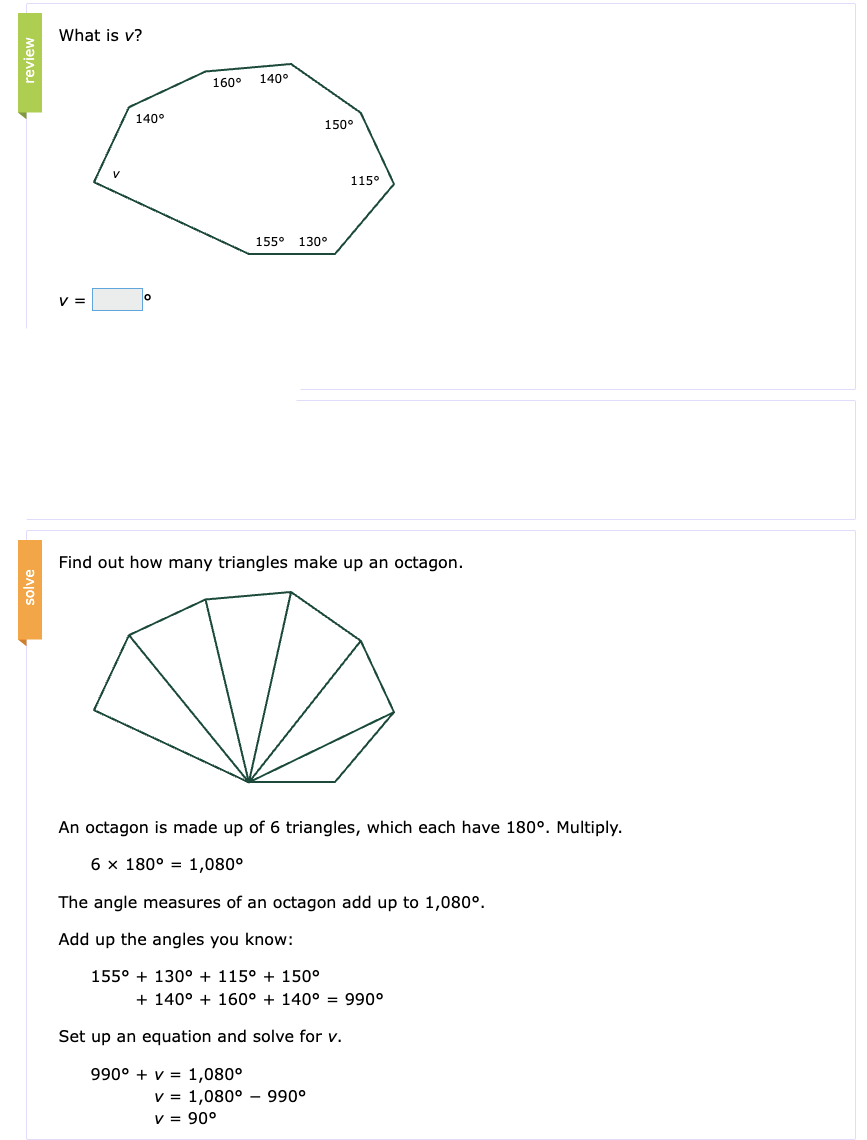 review
What is v?
160° 140°
140°
150°
v
115°
155° 130°
v = °
solve
Find out how many triangles make up an octagon.
An octagon is made up of 6 triangles, which each have 180°. Multiply.
6 × 180° = 1,080°
The angle measures of an octagon add up to 1,080°.
Add up the angles you know:
155° + 130° + 115° + 150°
+ 140° + 160° + 140° = 990°
Set up an equation and solve for v.
990° + v = 1,080°
v = 1,080° − 990°
v = 90°